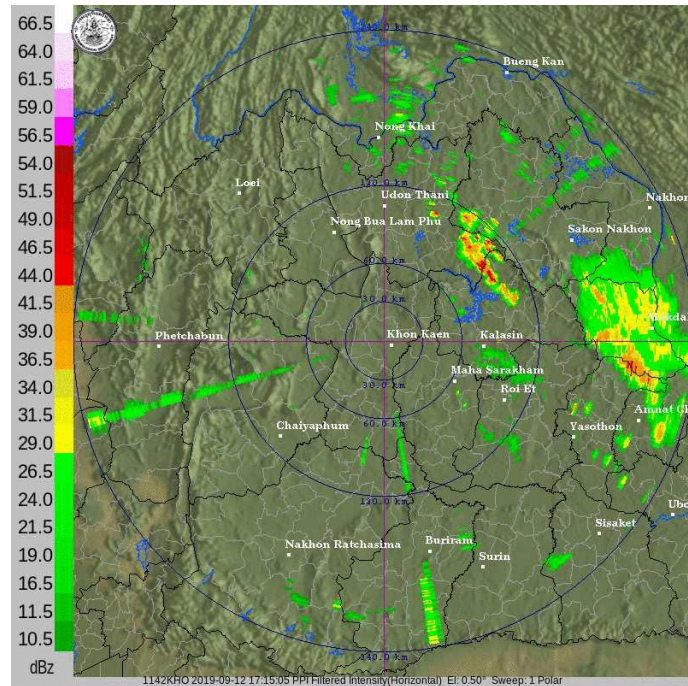 66.5
64.0
61.5
59.0
56.5
54.0
51.5
49.0
46.5
44.0
41.5
39.0
36.5
34.0
31.5
29.0
26.5
24.0
21.5
19.0
16.5
14.0
11.5
10.5
dBz
Bueng Kan
Nong Khai
Loei
Udon Thani
Nakhon
Nong Bua Lam Phu
Sakon Nakhon
30.0 km
Phetchabun
Khon Kaen
Kalasin
Maha Sarakham
30.0 km
Roi Et
60.0 km
Chaiyaphum
Yasothon
120.0 km
Ubo
Sisaket
Nakhon Ratchasima
Buriram
Surin
1142KHO 2019-09-12 17:15:05 PPI Filtered Intensity(Horizontal) El: 0.50° Sweep: 1 Polar